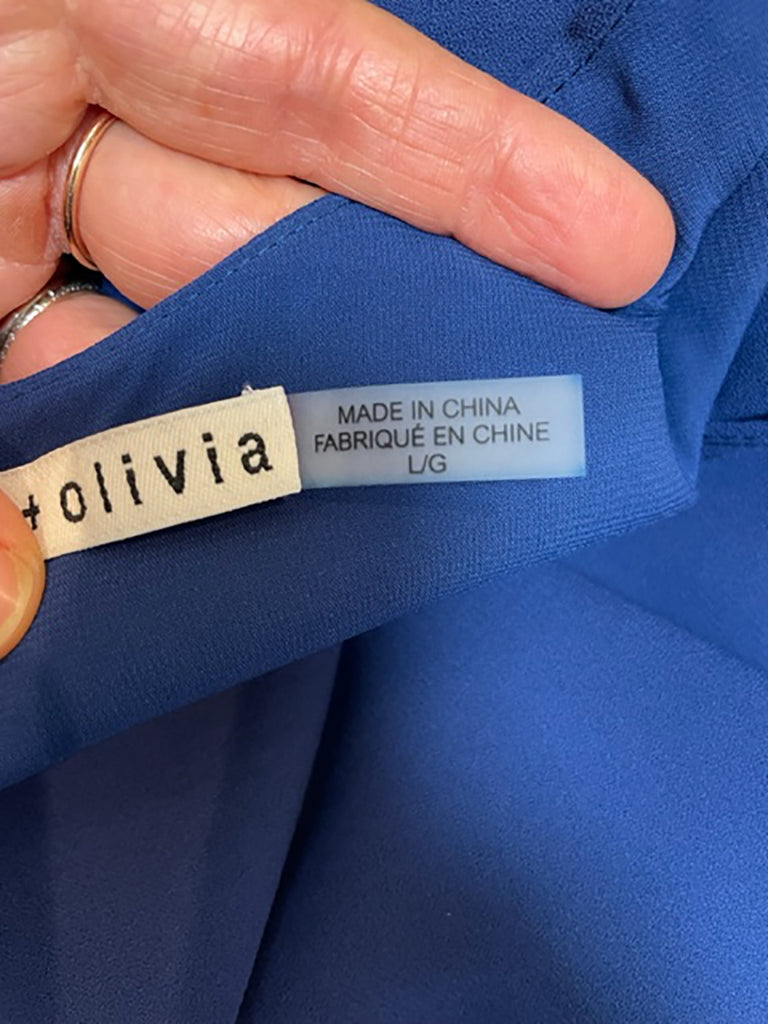 +olivia
MADE IN CHINA
FABRIQUÉ EN CHINE
L/G